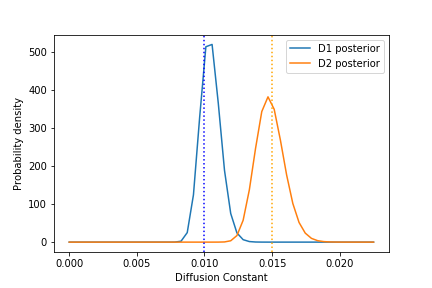 D1 posterior
D2 posterior
500
400
300
200
100
0
Probability density
0.000 0.005 0.010 0.015 0.020
Diffusion Constant